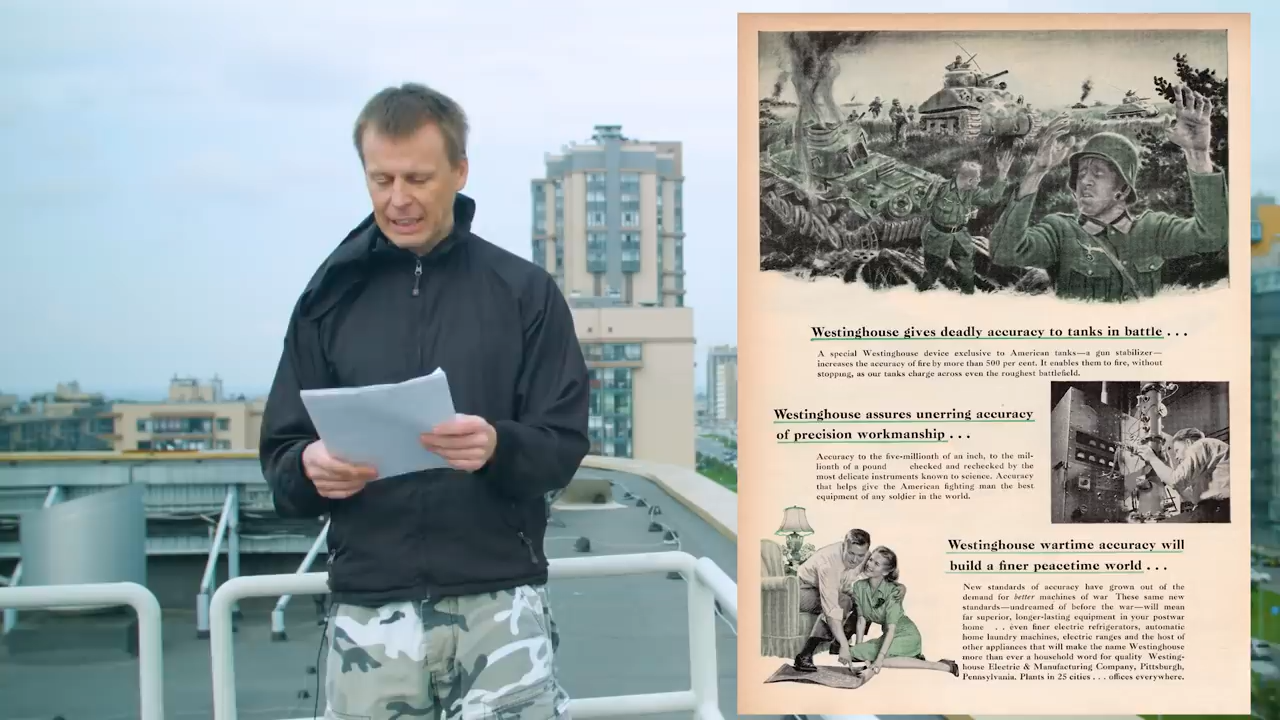 Westinghouse gives deadly accuracy to tanks in battle . . .
A special Westinghouse device exclusive to American tanks—a gun stabilizer—
increases the accuracy of fire by more than 500 per cent. It enables them to fire, without
stopping, as our tanks charge across even the roughest battlefield.
Westinghouse assures unerring accuracy
of precision workmanship . . .
Accuracy to the five-millionth of an inch, to the mil-
lionth of a pound checked and rechecked by the
most delicate instruments known to science. Accuracy
that helps give the American fighting man the best
equipment of any soldier in the world.
Westinghouse wartime accuracy will
build a finer peacetime world . . .
New standards of accuracy have grown out of the
demand for better machines of war These same new
standards—undreamed of before the war—will mean
far superior, longer-lasting equipment in your postwar
home . . even finer electric refrigerators, automatic
home laundry machines, electric ranges and the host of
other appliances that will make the name Westinghouse
more than ever a household word for quality Westing-
house Electric & Manufacturing Company, Pittsburgh,
Pennsylvania. Plants in 25 cities . . . offices everywhere.